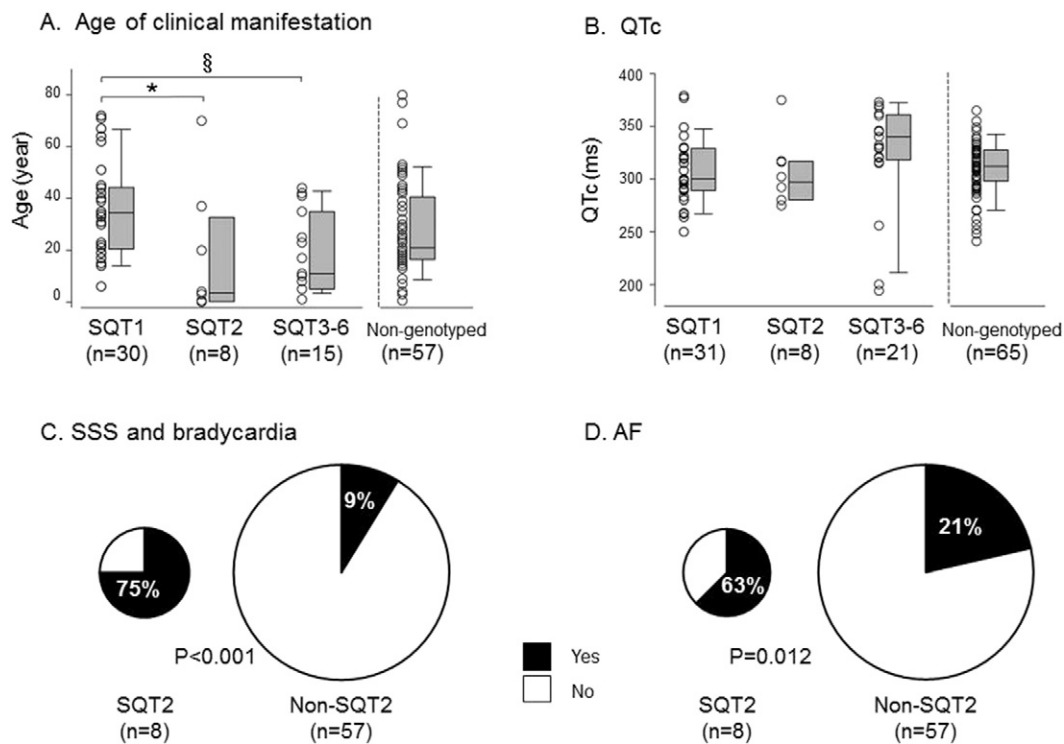 A. Age of clinical manifestation
§
*
Age (year)
80
60
40
20
0
SQT1
(n=30)
SQT2
(n=8)
SQT3-6
(n=15)
Non-genotyped
(n=57)
B. QTc
QTc (ms)
400
350
300
250
200
SQT1
(n=31)
SQT2
(n=8)
SQT3-6
(n=21)
Non-genotyped
(n=65)
C. SSS and bradycardia
75%
9%
P<0.001
SQT2
(n=8)
Non-SQT2
(n=57)
Yes
No
D. AF
63%
21%
P=0.012
SQT2
(n=8)
Non-SQT2
(n=57)